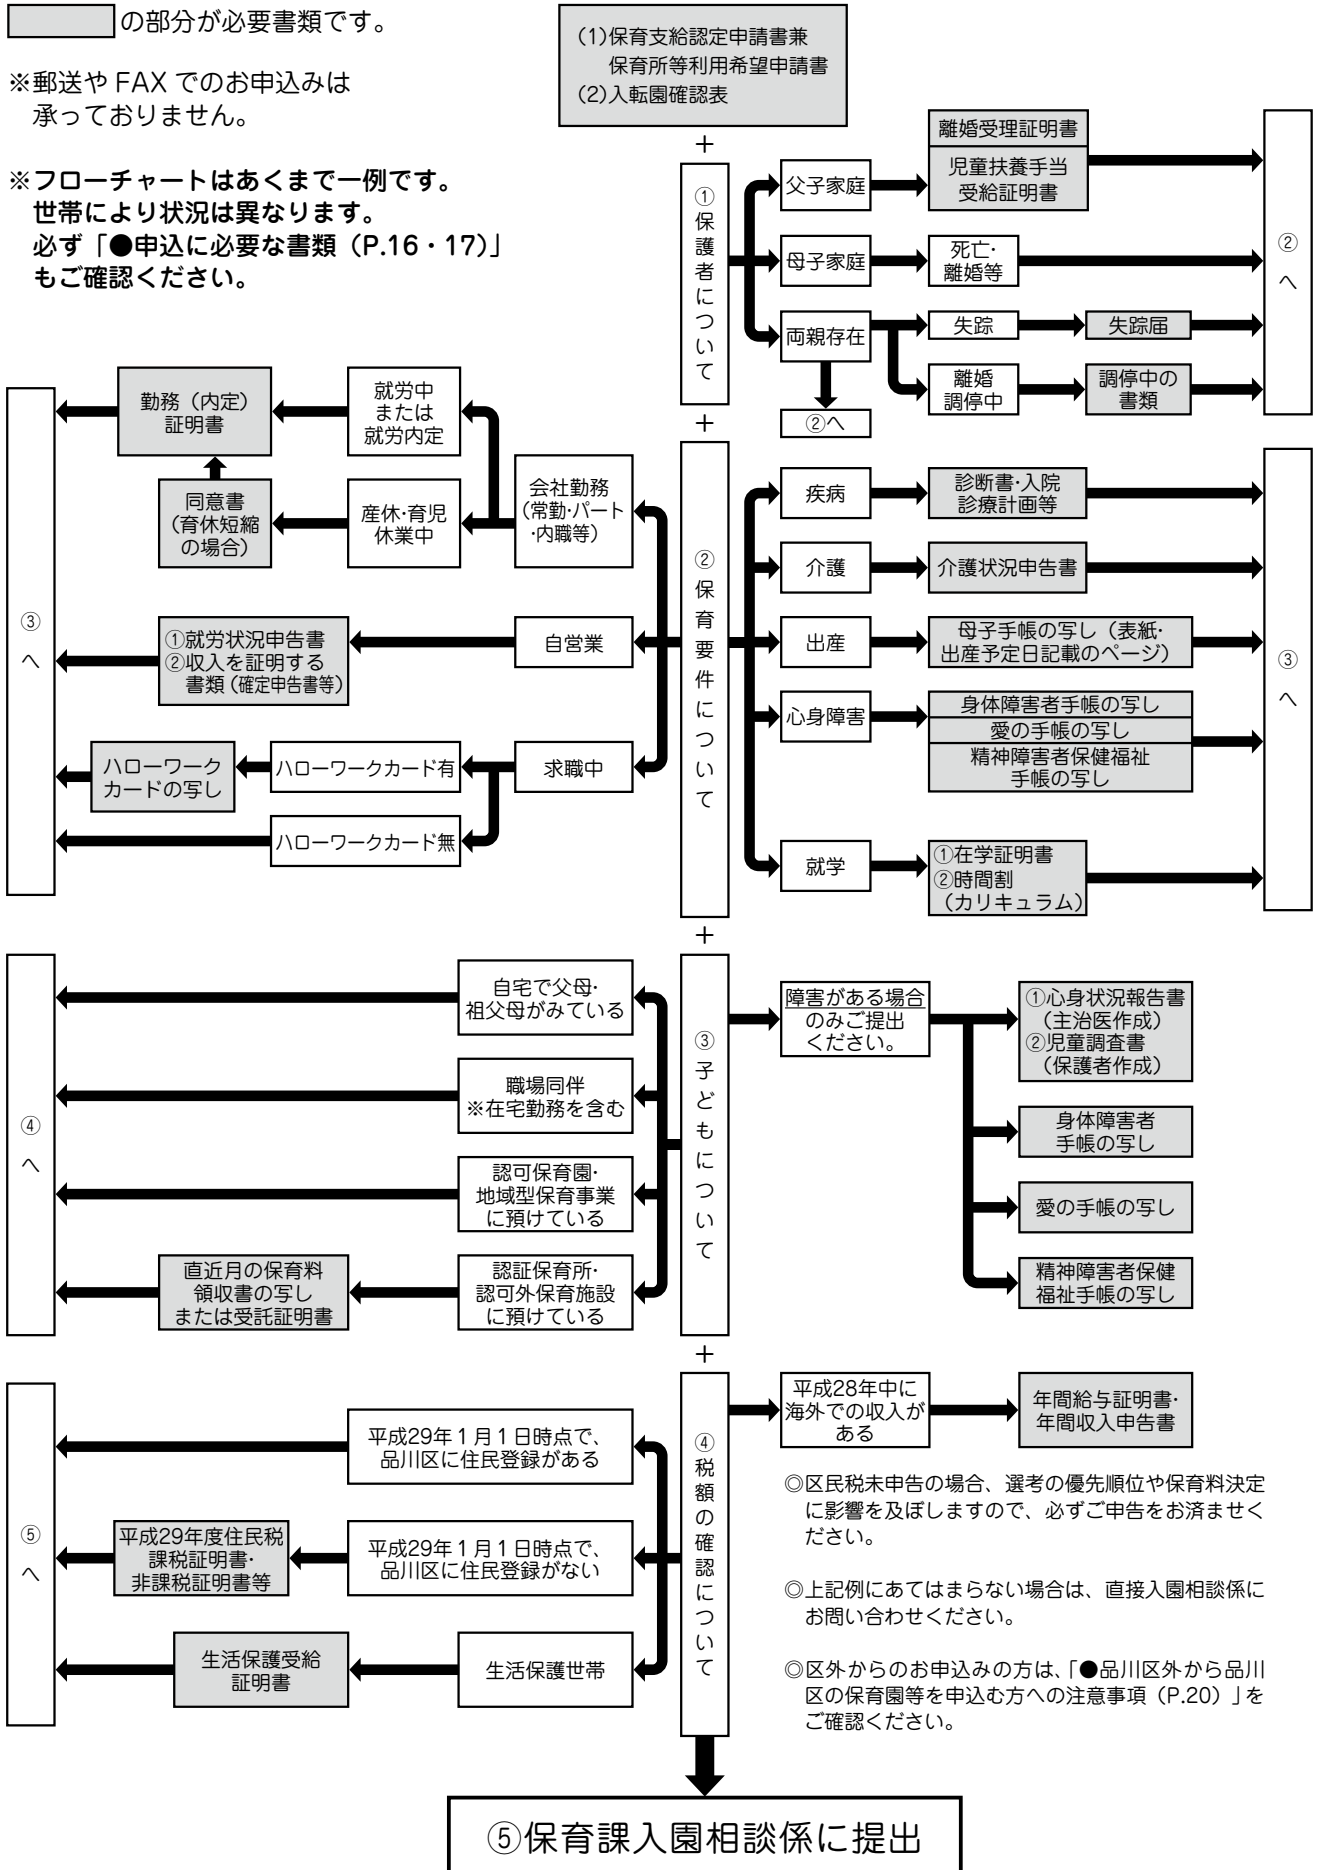 の部分が必要書類です。
※郵送や FAX でのお申込みは
承っておりません。
※フローチャートはあくまで一例です。
世帯により状況は異なります。
必ず「●申込に必要な書類（P.16・17）」
もご確認ください。
(1)保育支給認定申請書兼
保育所等利用希望申請書
(2)入転園確認表
+
①保護者について
父子家庭
離婚受理証明書
児童扶養手当
受給証明書
母子家庭
死亡・
離婚等
両親存在
失踪
失踪届
離婚
調停中
調停中の
書類
②へ
②へ
+
②保育要件について
会社勤務
(常勤・パート
・内職等)
就労中
または
就労内定
勤務（内定）
証明書
産休・育児
休業中
同意書
(育休短縮
の場合)
自営業
①就労状況申告書
②収入を証明する
書類(確定申告書等)
求職中
ハローワークカード有
ハローワーク
カードの写し
ハローワークカード無
③へ
疾病
診断書・入院
診療計画等
介護
介護状況申告書
出産
母子手帳の写し（表紙・
出産予定日記載のページ）
心身障害
身体障害者手帳の写し
愛の手帳の写し
精神障害者保健福祉
手帳の写し
就学
①在学証明書
②時間割
（カリキュラム）
③へ
+
③子どもについて
自宅で父母・
祖父母がみている
職場同伴
※在宅勤務を含む
認可保育園・
地域型保育事業
に預けている
認証保育所・
認可外保育施設
に預けている
直近月の保育料
領収書の写し
または受託証明書
④へ
障害がある場合
のみご提出
ください。
①心身状況報告書
（主治医作成）
②児童調査書
（保護者作成）
身体障害者
手帳の写し
愛の手帳の写し
精神障害者保健
福祉手帳の写し
+
④税額の確認について
平成29年１月１日時点で、
品川区に住民登録がある
平成29年１月１日時点で、
品川区に住民登録がない
平成29年度住民税
課税証明書・
非課税証明書等
生活保護世帯
生活保護受給
証明書
⑤へ
平成28年中に
海外での収入が
ある
年間給与証明書・
年間収入申告書
◎区民税未申告の場合、選考の優先順位や保育料決定
に影響を及ぼしますので、必ずご申告をお済ませく
ださい。
◎上記例にあてはまらない場合は、直接入園相談係に
お問い合わせください。
◎区外からのお申込みの方は、「●品川区外から品川
区の保育園等を申込む方への注意事項（P.20）」を
ご確認ください。
⑤保育課入園相談係に提出